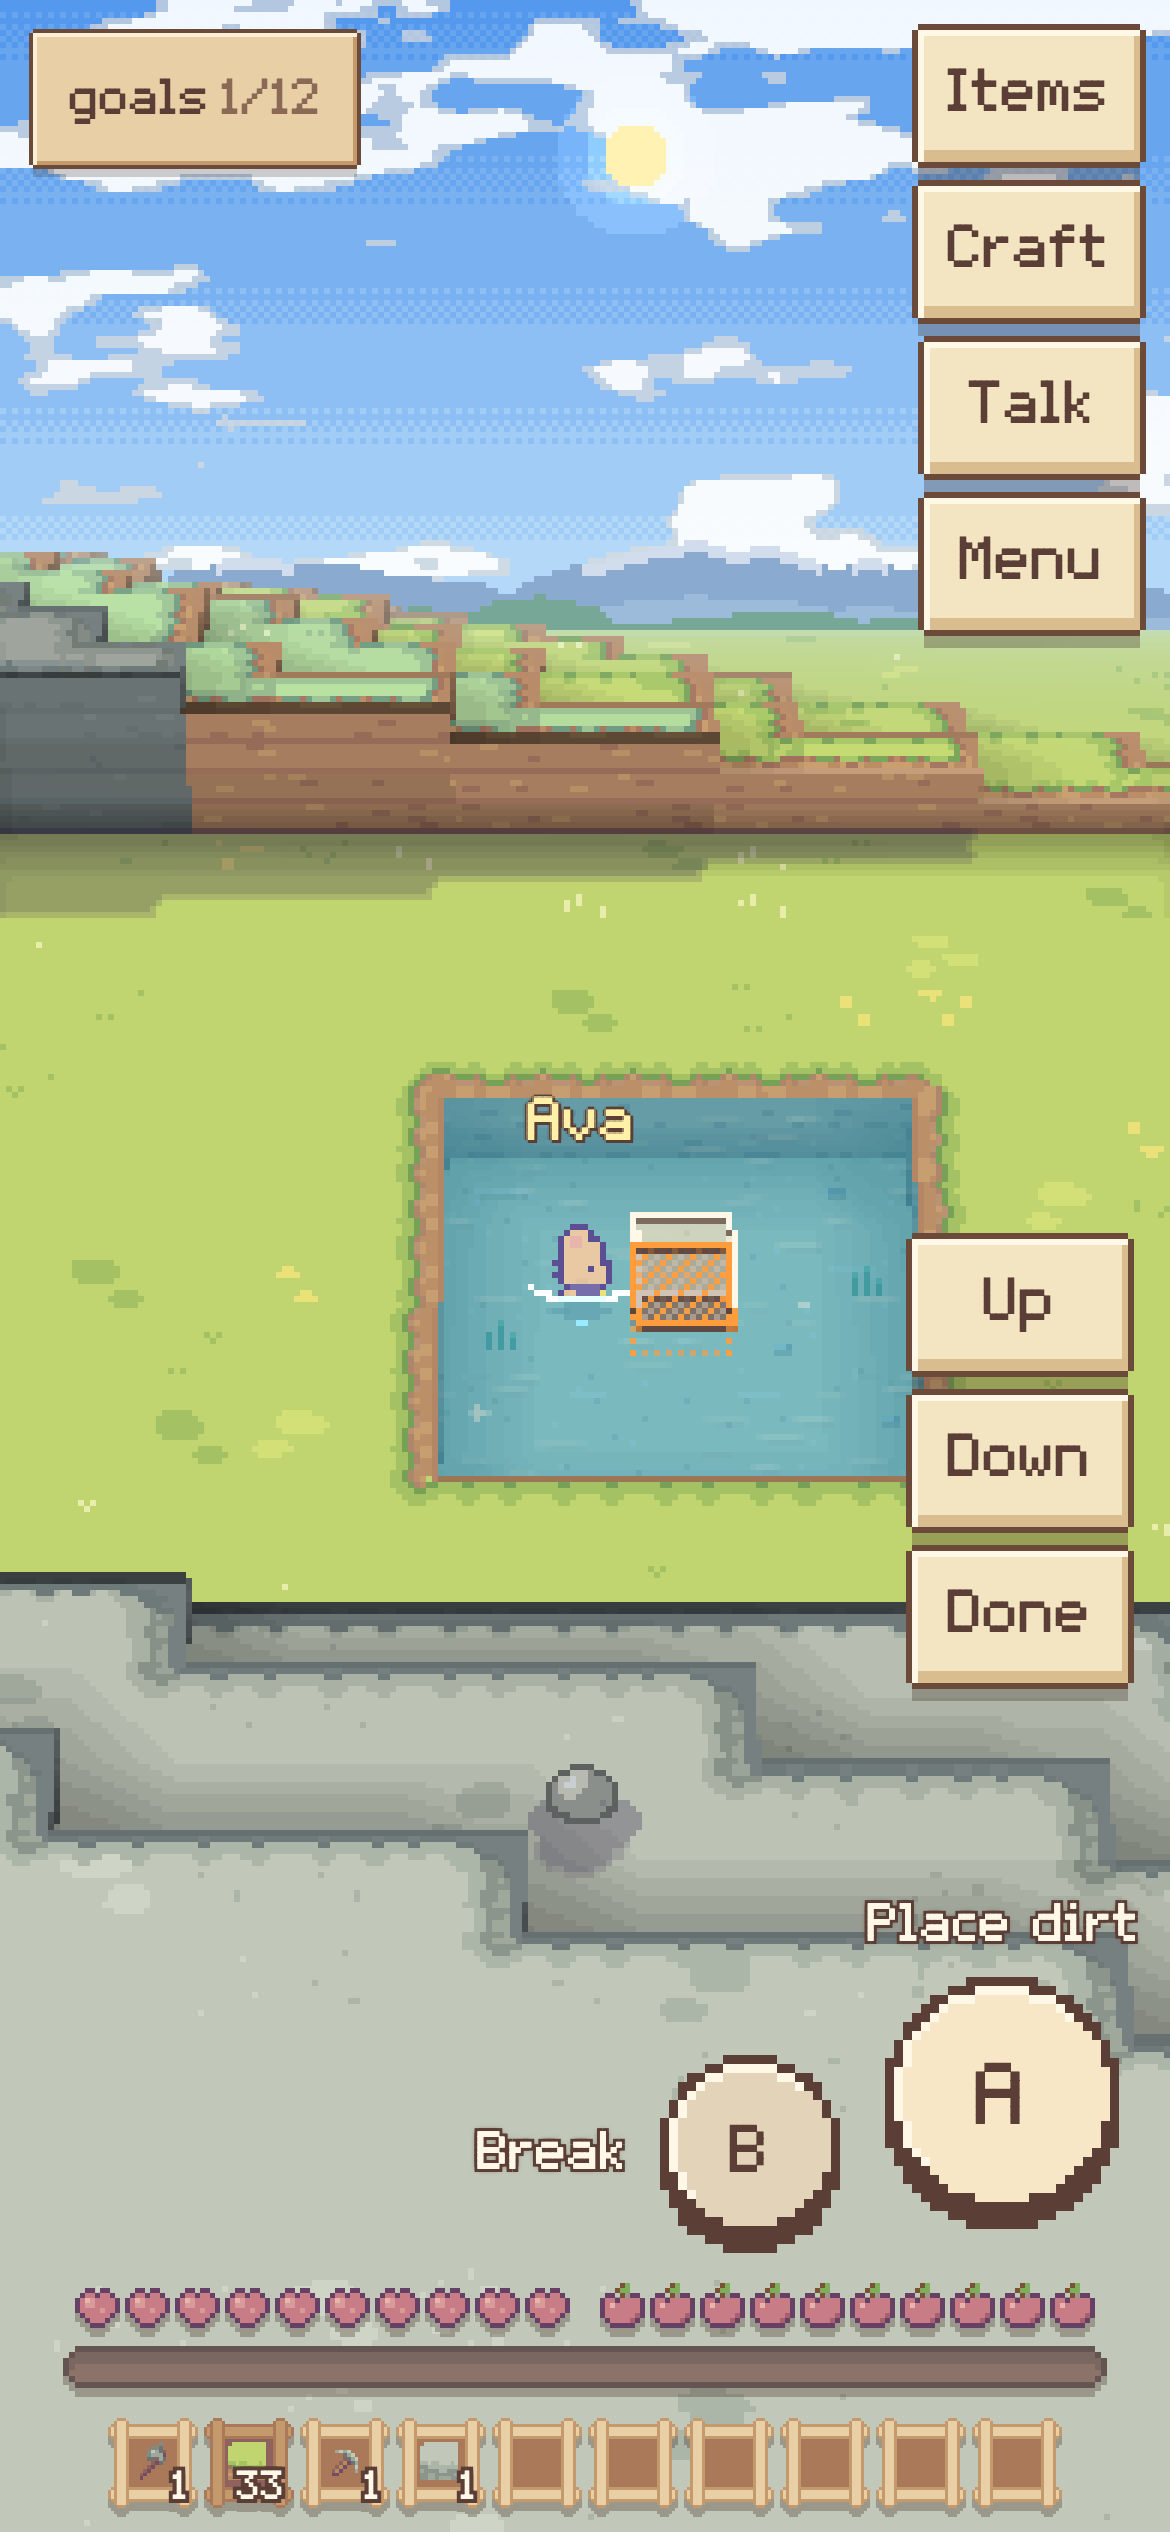 goals 1/12
Items
Craft
Talk
Menu
Ava
Up
Down
Done
Place dirt
A
Break
B
1
33
1
1